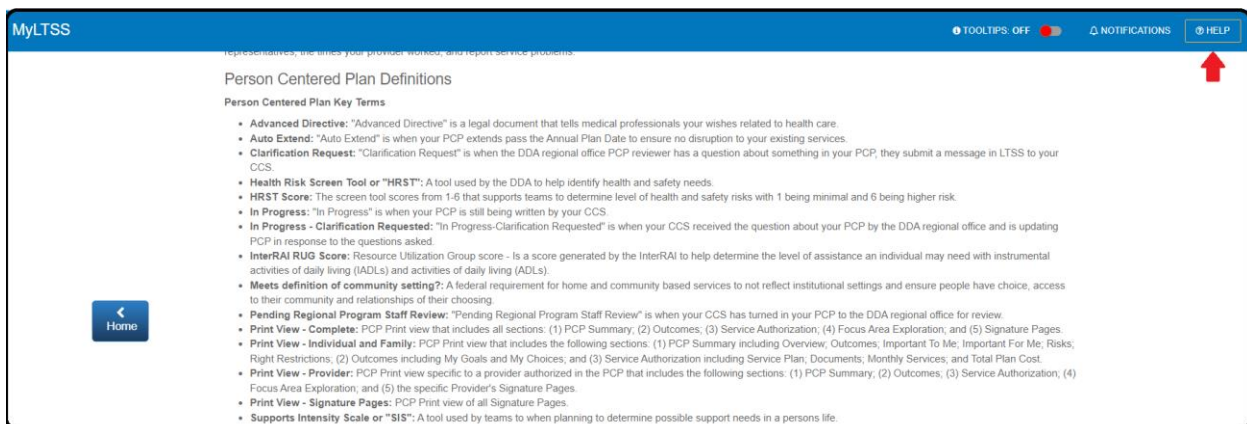 MyLTSS
TOOLTIPS: OFF
NOTIFICATIONS
HELP
representatives, the times your provider worked, and report service problems.
Person Centered Plan Definitions
Person Centered Plan Key Terms
• Advanced Directive: "Advanced Directive" is a legal document that tells medical professionals your wishes related to health care.
• Auto Extend: "Auto Extend" is when your PCP extends pass the Annual Plan Date to ensure no disruption to your existing services.
• Clarification Request: "Clarification Request" is when the DDA regional office PCP reviewer has a question about something in your PCP, they submit a message in LTSS to your
CCS.
• Health Risk Screen Tool or "HRST": A tool used by the DDA to help identify health and safety needs.
• HRST Score: The screen tool scores from 1-6 that supports teams to determine level of health and safety risks with 1 being minimal and 6 being higher risk.
• In Progress: "In Progress" is when your PCP is still being written by your CCS.
• In Progress - Clarification Requested: "In Progress-Clarification Requested" is when your CCS received the question about your PCP by the DDA regional office and is updating
PCP in response to the questions asked.
• InterRAI RUG Score: Resource Utilization Group score - Is a score generated by the InterRAI to help determine the level of assistance an individual may need with instrumental
activities of daily living (IADLs) and activities of daily living (ADLs).
• Meets definition of community setting?: A federal requirement for home and community based services to not reflect institutional settings and ensure people have choice, access
to their community and relationships of their choosing.
• Pending Regional Program Staff Review: "Pending Regional Program Staff Review" is when your CCS has turned in your PCP to the DDA regional office for review.
• Print View - Complete: PCP Print view that includes all sections: (1) PCP Summary; (2) Outcomes; (3) Service Authorization; (4) Focus Area Exploration; and (5) Signature Pages.
• Print View - Individual and Family: PCP Print view that includes the following sections: (1) PCP Summary including Overview; Outcomes; Important To Me; Important For Me; Risks;
Right Restrictions; (2) Outcomes including My Goals and My Choices; and (3) Service Authorization including Service Plan; Documents; Monthly Services; and Total Plan Cost.
• Print View - Provider: PCP Print view specific to a provider authorized in the PCP that includes the following sections: (1) PCP Summary; (2) Outcomes; (3) Service Authorization; (4)
Focus Area Exploration; and (5) the specific Provider's Signature Pages.
• Print View - Signature Pages: PCP Print view of all Signature Pages.
• Supports Intensity Scale or "SIS": A tool used by teams to when planning to determine possible support needs in a persons life.
Home